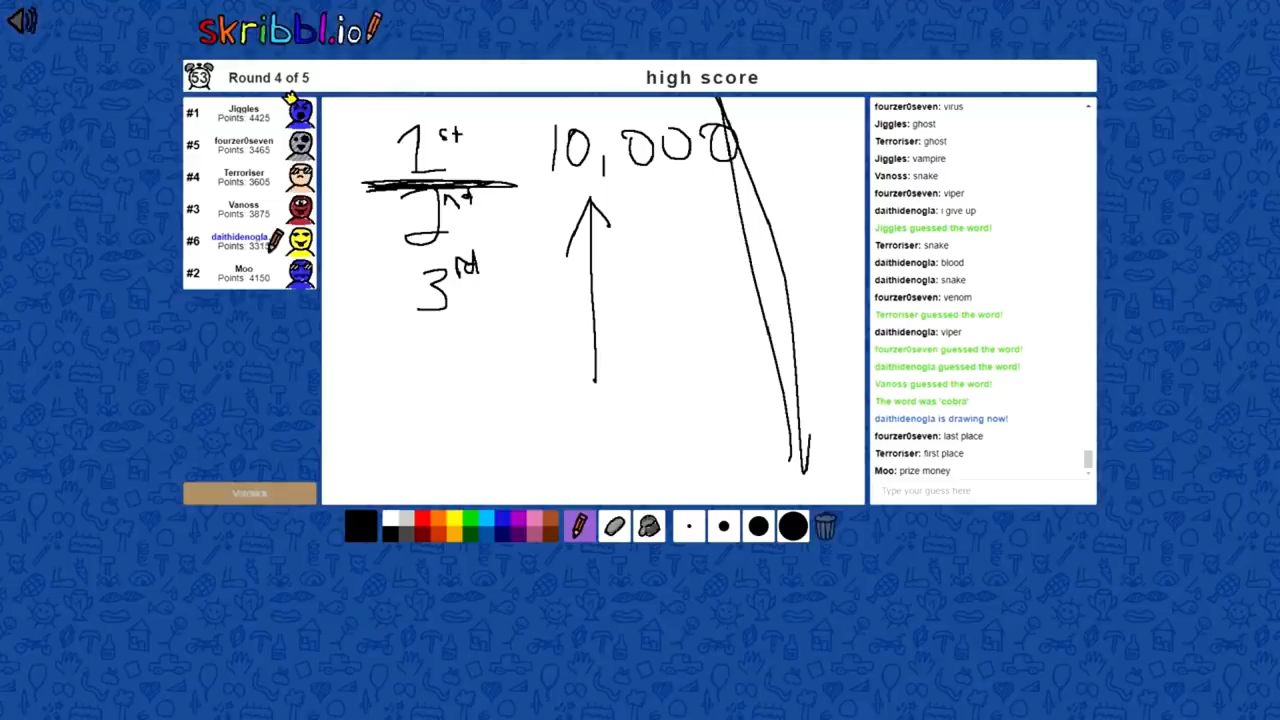 skribbl.io
53
Round 4 of 5
high score
#1
Jiggles
Points: 4425
#5
fourzer0seven
Points: 3465
#4
Terroriser
Points: 3605
#3
Vanoss
Points: 3875
#6
daithidenogla
Points: 3315
#2
Moo
Points: 4150
1st
2nd
3rd
10,000
fourzer0seven: virus
Jiggles: ghost
Terroriser: ghost
Jiggles: vampire
Vanoss: snake
fourzer0seven: viper
daithidenogla: i give up
Jiggles guessed the word!
Terroriser: snake
daithidenogla: blood
daithidenogla: snake
fourzer0seven: venom
Terroriser guessed the word!
daithidenogla: viper
fourzer0seven guessed the word!
daithidenogla guessed the word!
Vanoss guessed the word!
The word was 'cobra'
daithidenogla is drawing now!
fourzer0seven: last place
Terroriser: first place
Moo: prize money
Type your guess here